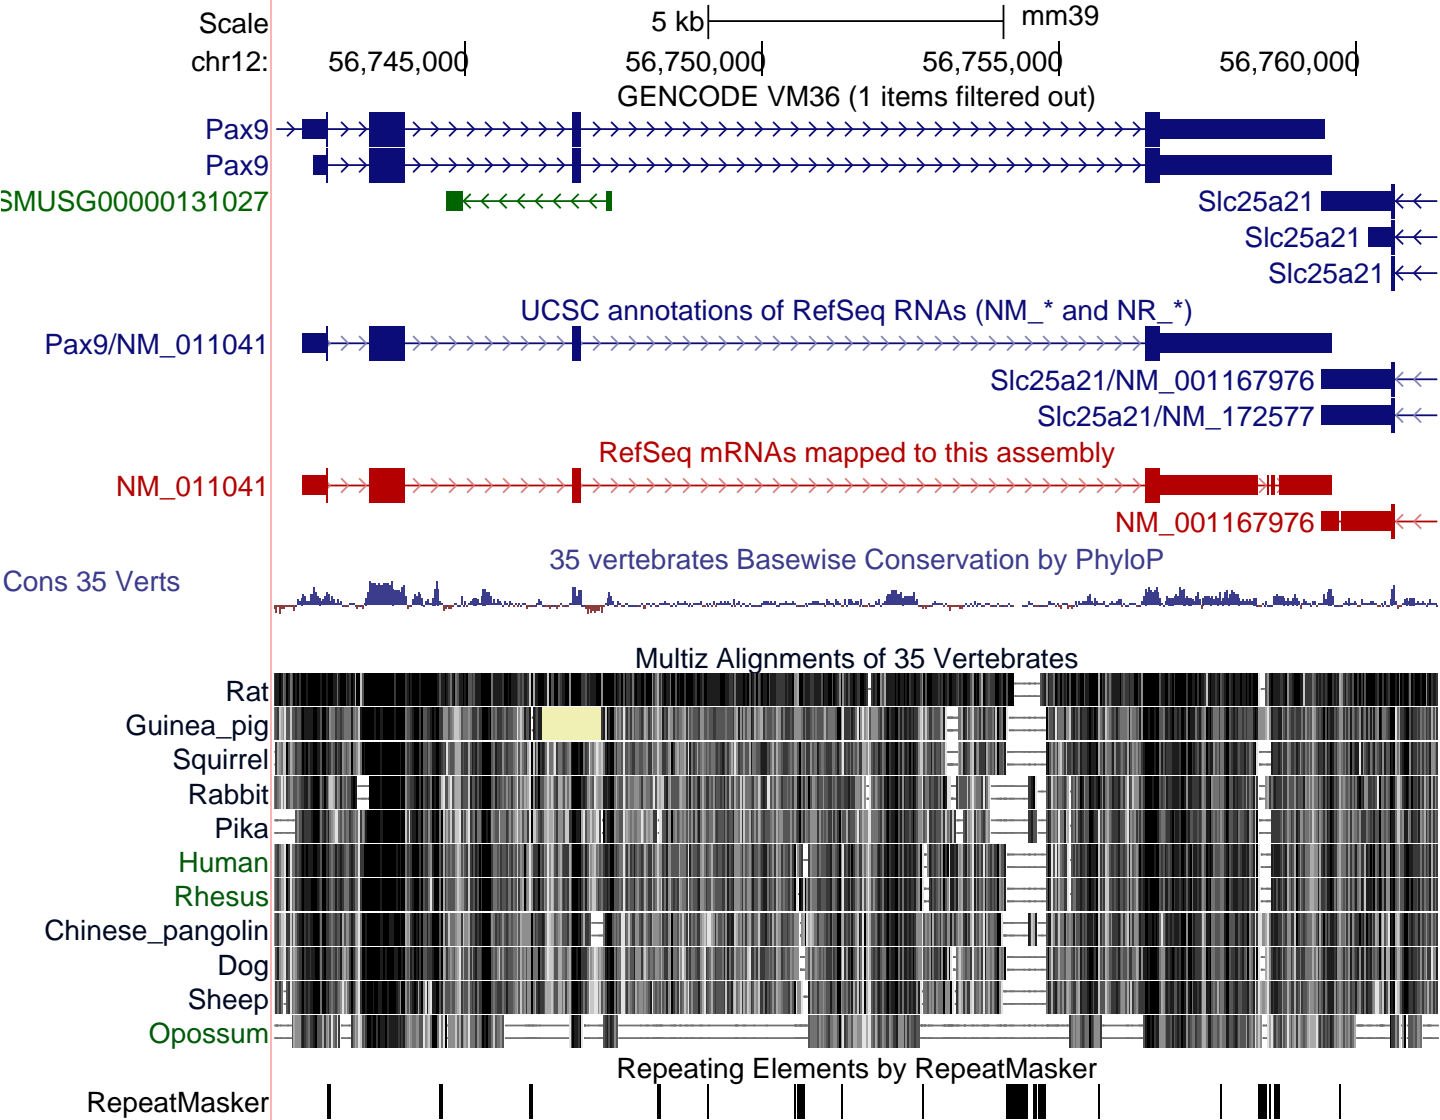 Scale 5 kb mm39
chr12: 56,745,000 56,750,000 56,755,000 56,760,000
GENCODE VM36 (1 items filtered out)
Pax9
Pax9
SMUSG00000131027 Slc25a21
Slc25a21
Slc25a21
UCSC annotations of RefSeq RNAs (NM_* and NR_*)
Pax9/NM_011041
Slc25a21/NM_001167976
Slc25a21/NM_172577
RefSeq mRNAs mapped to this assembly
NM_011041
NM_001167976
35 vertebrates Basewise Conservation by PhyloP
Cons 35 Verts
Multiz Alignments of 35 Vertebrates
Rat
Guinea_pig
Squirrel
Rabbit
Pika
Human
Rhesus
Chinese_pangolin
Dog
Sheep
Opossum
Repeating Elements by RepeatMasker
RepeatMasker